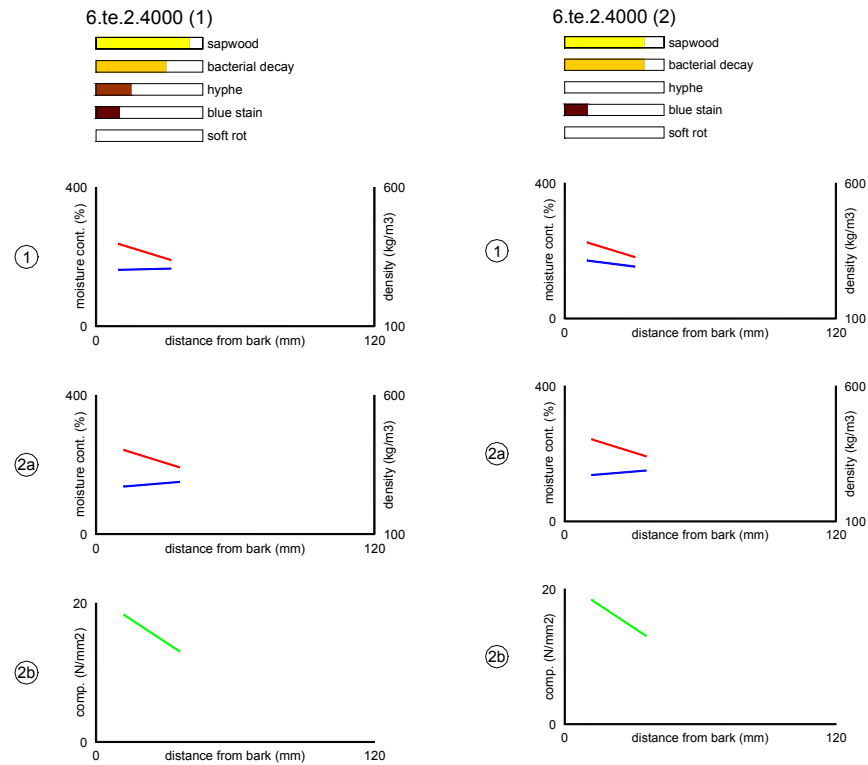 6.te.2.4000 (1)
sapwood
bacterial decay
hyphe
blue stain
soft rot
1
400
moisture cont. (%)
0
600
density (kg/m3)
100
0
distance from bark (mm)
120
2a
400
moisture cont. (%)
0
600
density (kg/m3)
100
0
distance from bark (mm)
120
2b
20
comp. (N/mm2)
0
0
distance from bark (mm)
120
6.te.2.4000 (2)
sapwood
bacterial decay
hyphe
blue stain
soft rot
1
400
moisture cont. (%)
0
600
density (kg/m3)
100
0
distance from bark (mm)
120
2a
400
moisture cont. (%)
0
600
density (kg/m3)
100
0
distance from bark (mm)
120
2b
20
comp. (N/mm2)
0
0
distance from bark (mm)
120